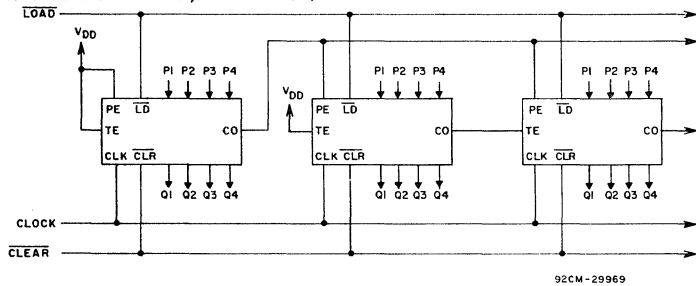 LOAD
VDD
P1 P2 P3 P4
PE LD
TE CO
CLK CLR
Q1 Q2 Q3 Q4
VDD
P1 P2 P3 P4
PE LD
TE CO
CLK CLR
Q1 Q2 Q3 Q4
P1 P2 P3 P4
PE LD
TE CO
CLK CLR
Q1 Q2 Q3 Q4
CLOCK
CLEAR
92CM-29969